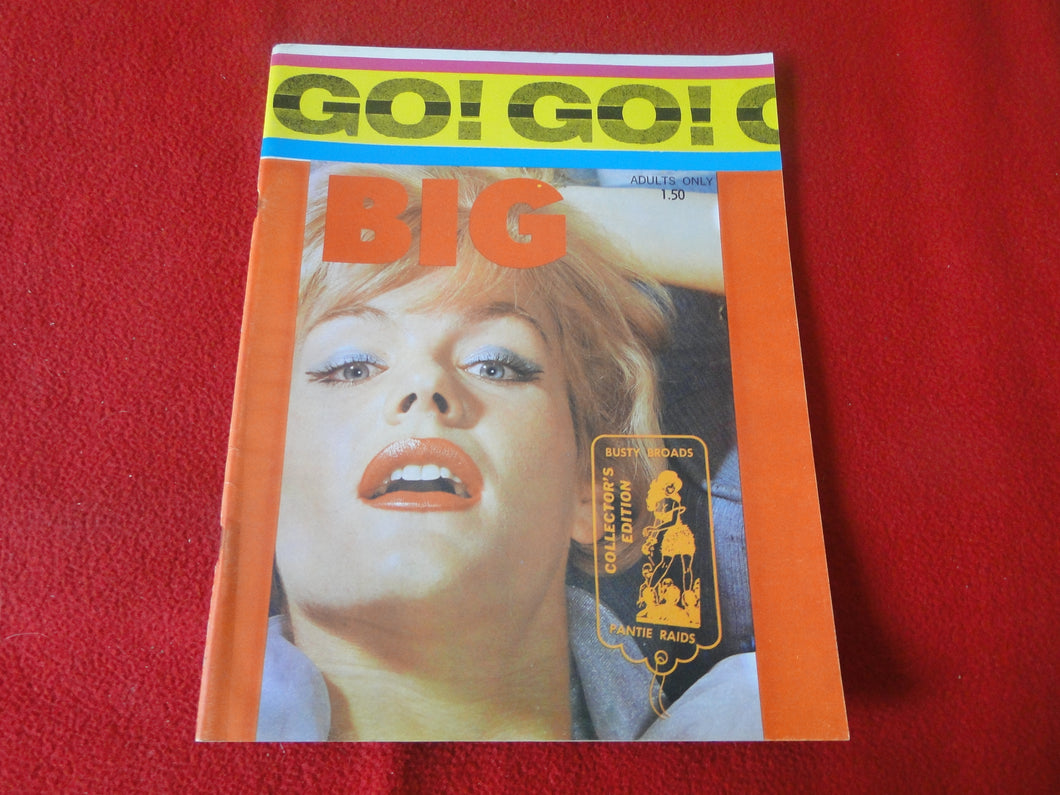 GO! GO! G
BIG
ADULTS ONLY
1.50
BUSTY BROADS
COLLECTOR'S
EDITION
PANTIE RAIDS